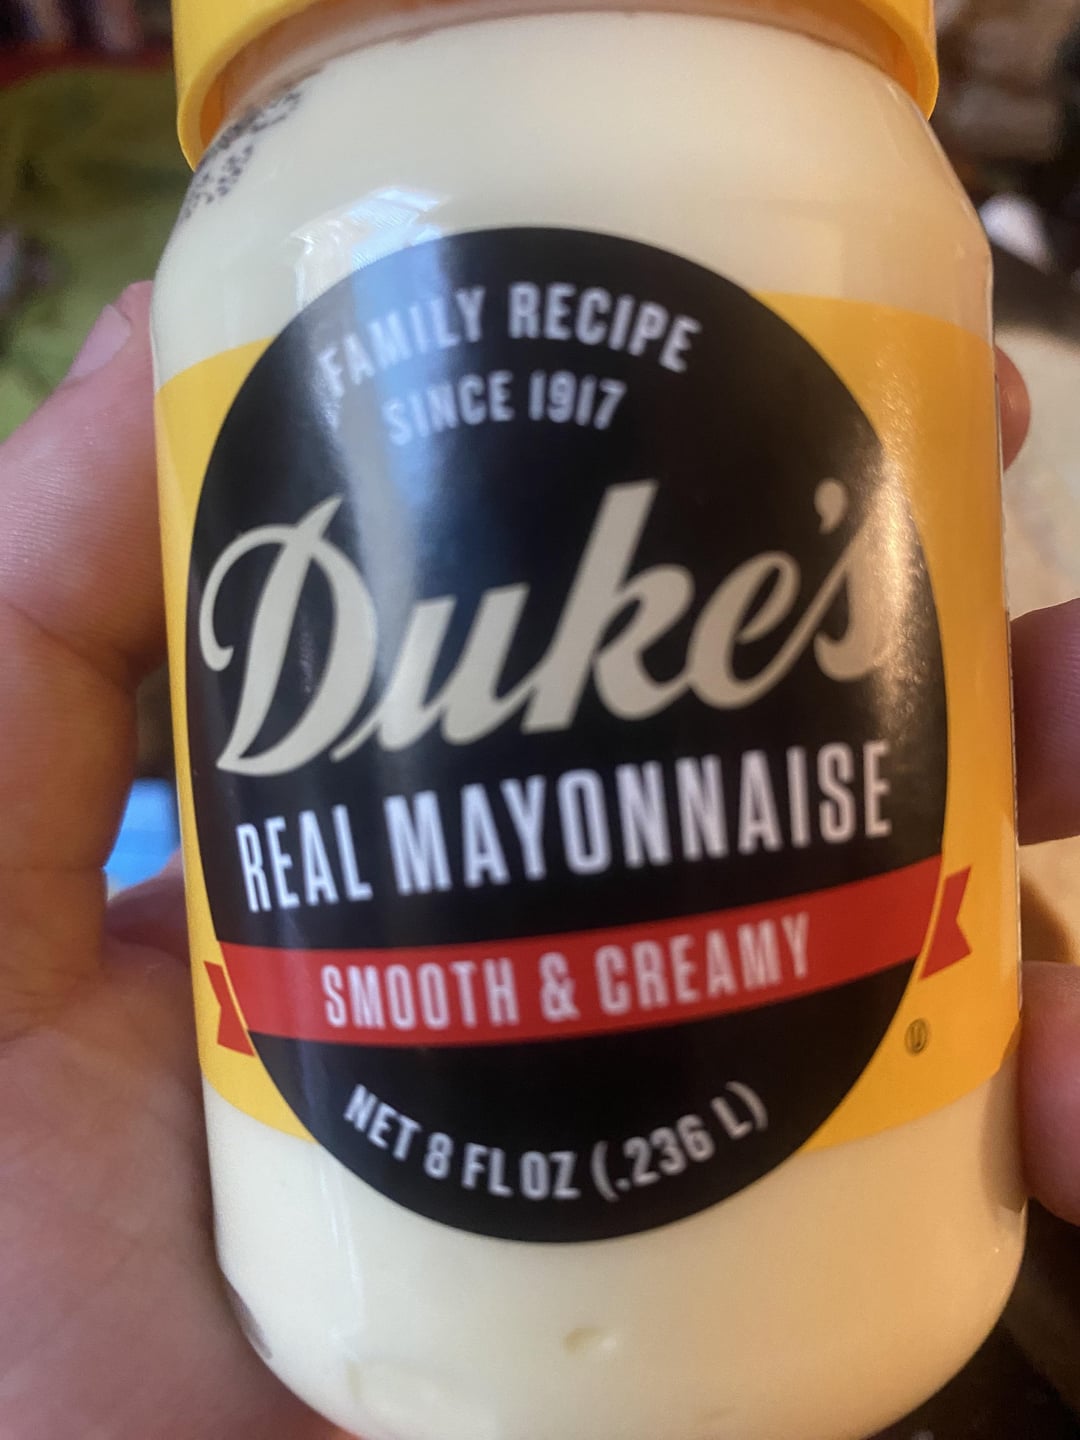 FAMILY RECIPE
SINCE 1917
Duke's
REAL MAYONNAISE
SMOOTH & CREAMY
U
NET 8 FL OZ (.236 L)